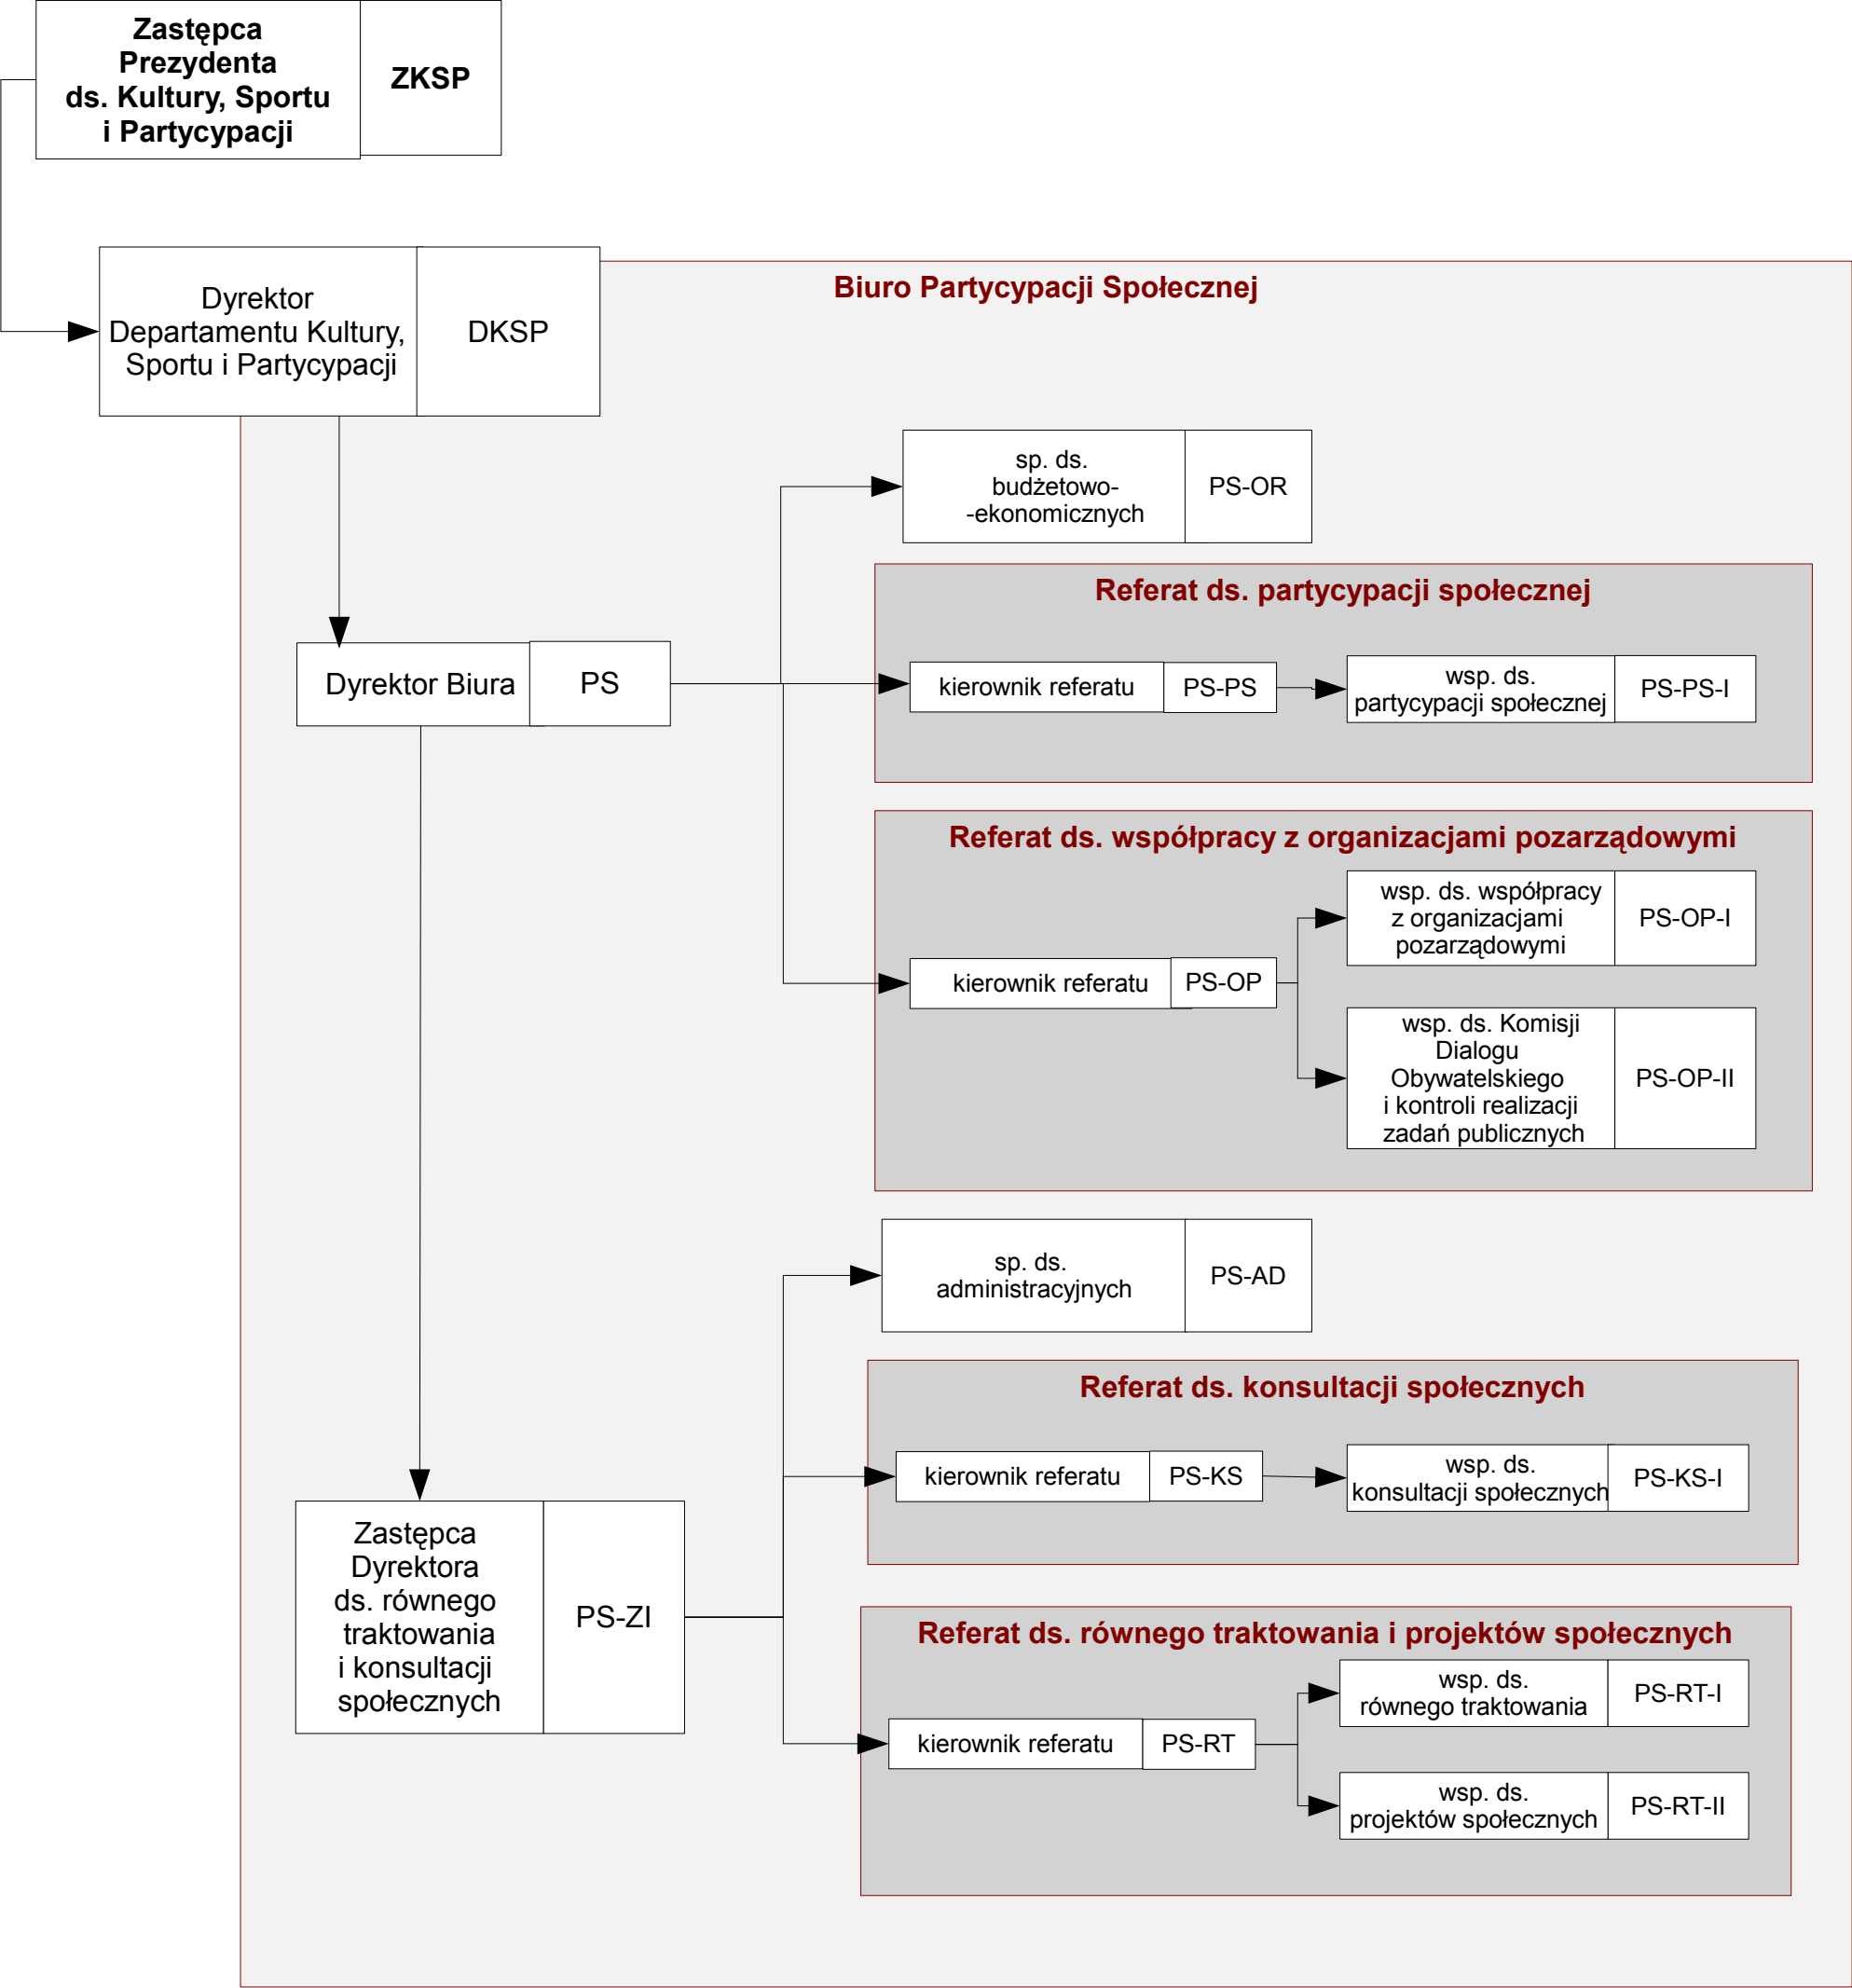 Zastępca
Prezydenta
ds. Kultury, Sportu
i Partycypacji
ZKSP
Dyrektor
Departamentu Kultury,
Sportu i Partycypacji
DKSP
Biuro Partycypacji Społecznej
sp. ds.
budżetowo-
-ekonomicznych
PS-OR
Referat ds. partycypacji społecznej
Dyrektor Biura
PS
kierownik referatu
PS-PS
wsp. ds.
partycypacji społecznej
PS-PS-I
Referat ds. współpracy z organizacjami pozarządowymi
kierownik referatu
PS-OP
wsp. ds. współpracy
z organizacjami
pozarządowymi
PS-OP-I
wsp. ds. Komisji
Dialogu
Obywatelskiego
i kontroli realizacji
zadań publicznych
PS-OP-II
sp. ds.
administracyjnych
PS-AD
Referat ds. konsultacji społecznych
kierownik referatu
PS-KS
wsp. ds.
konsultacji społecznych
PS-KS-I
Zastępca
Dyrektora
ds. równego
traktowania
i konsultacji
społecznych
PS-ZI
Referat ds. równego traktowania i projektów społecznych
kierownik referatu
PS-RT
wsp. ds.
równego traktowania
PS-RT-I
wsp. ds.
projektów społecznych
PS-RT-II